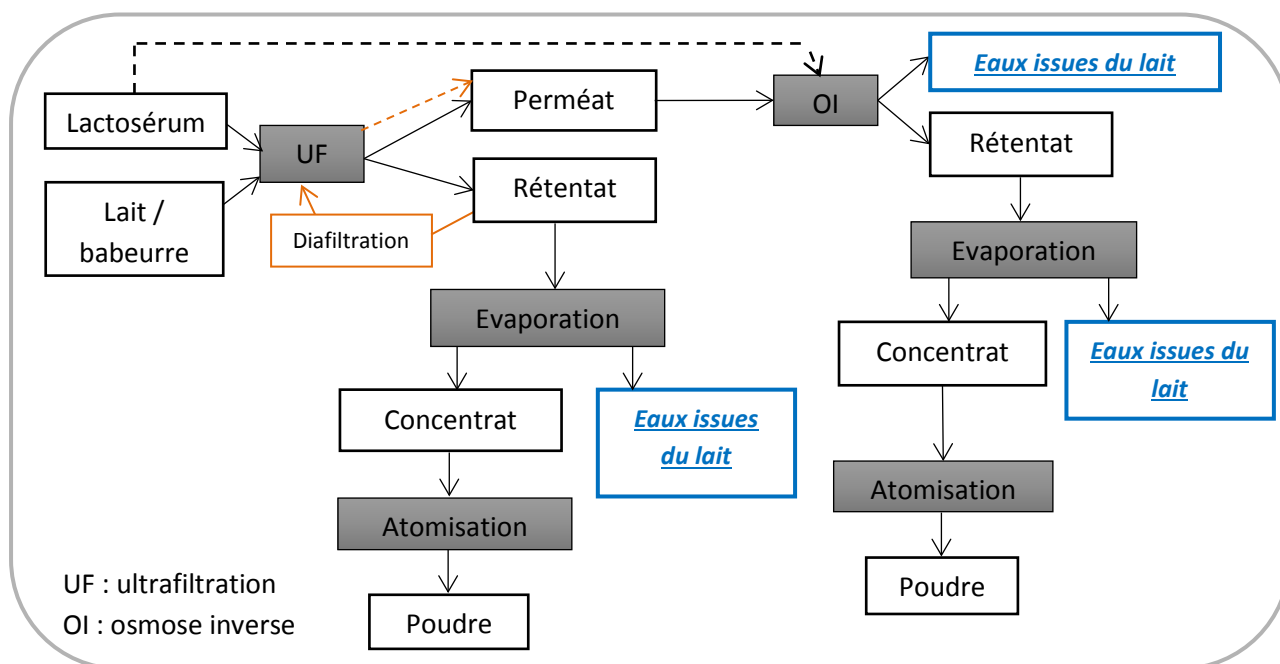 Eaux issues du lait
Perméat
OI
Lactosérum
UF
Rétentat
Rétentat
Lait /
babeurre
Diafiltration
Evaporation
Evaporation
Concentrat
Eaux issues du
lait
Concentrat
Eaux issues
du lait
Atomisation
Atomisation
UF : ultrafiltration
Poudre
OI : osmose inverse
Poudre